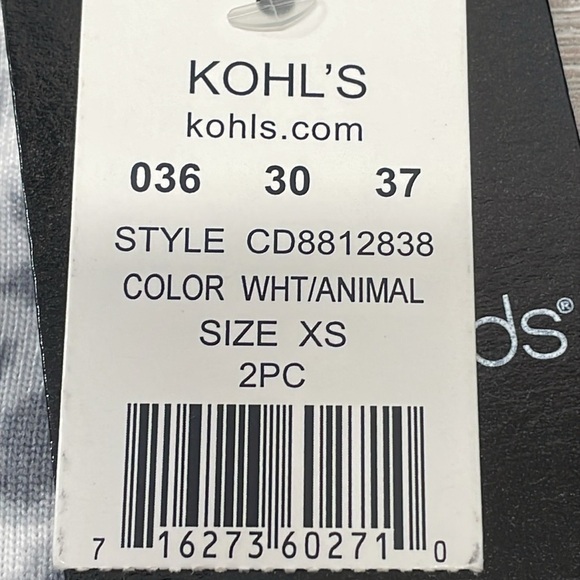 KOHL'S
kohls.com
036 30 37
STYLE CD8812838
COLOR WHT/ANIMAL
SIZE XS
2PC
7 16273 60271 0
ds®